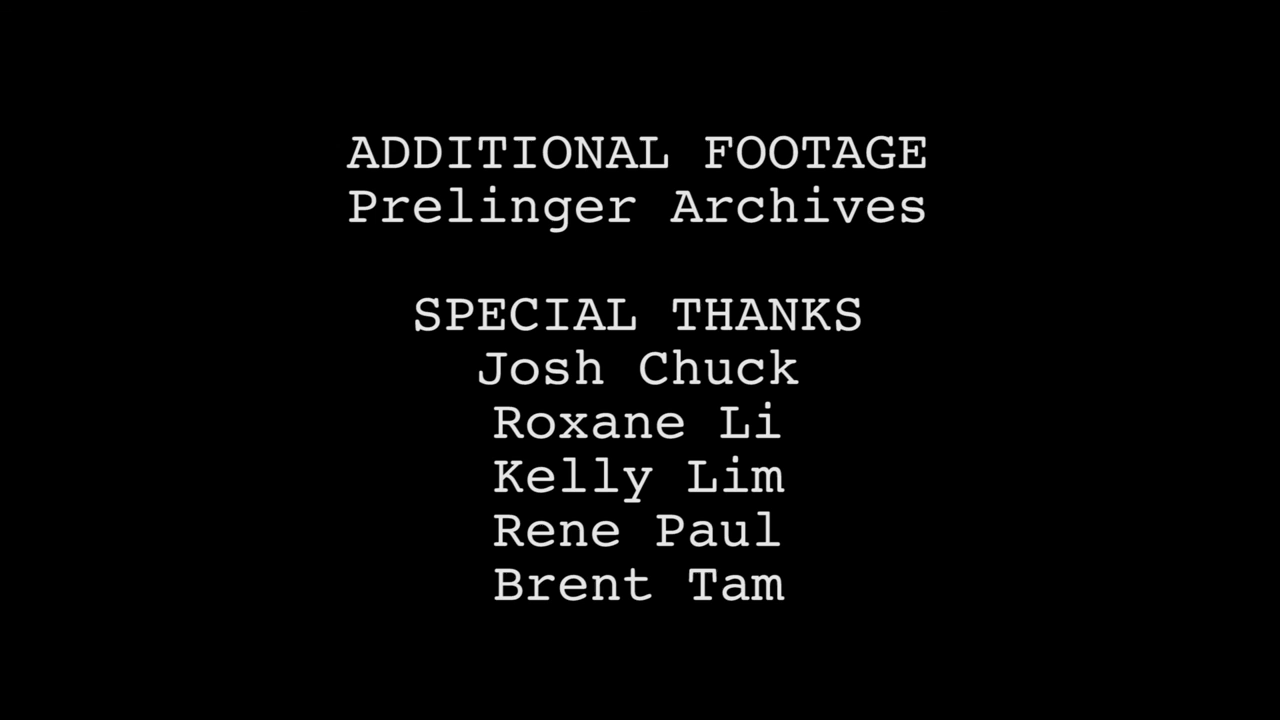 ADDITIONAL FOOTAGE
Prelinger Archives
SPECIAL THANKS
Josh Chuck
Roxane Li
Kelly Lim
Rene Paul
Brent Tam